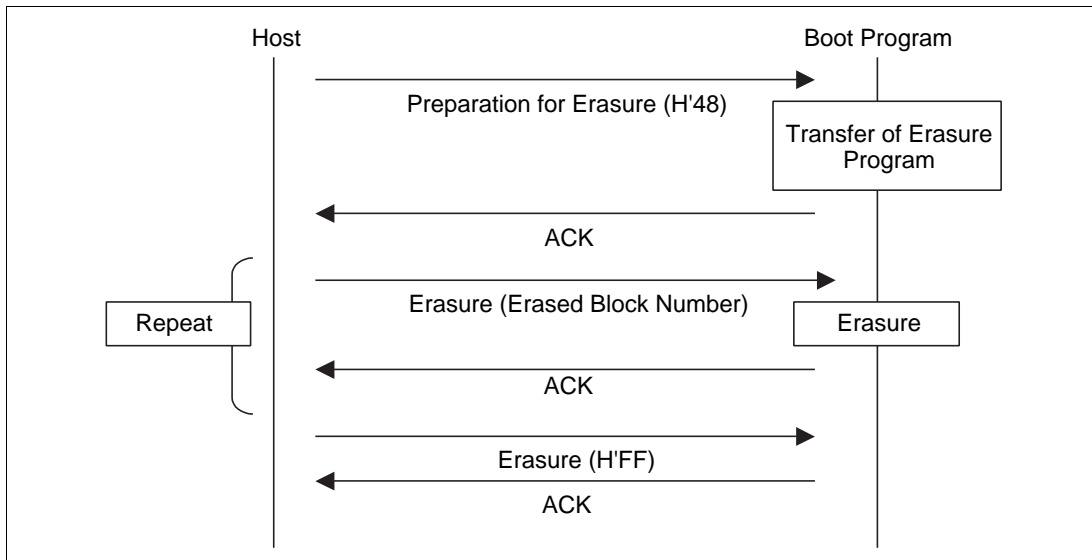 Host
Boot Program
Preparation for Erasure (H'48)
Transfer of Erasure
Program
ACK
Erasure (Erased Block Number)
Repeat
Erasure
ACK
Erasure (H'FF)
ACK